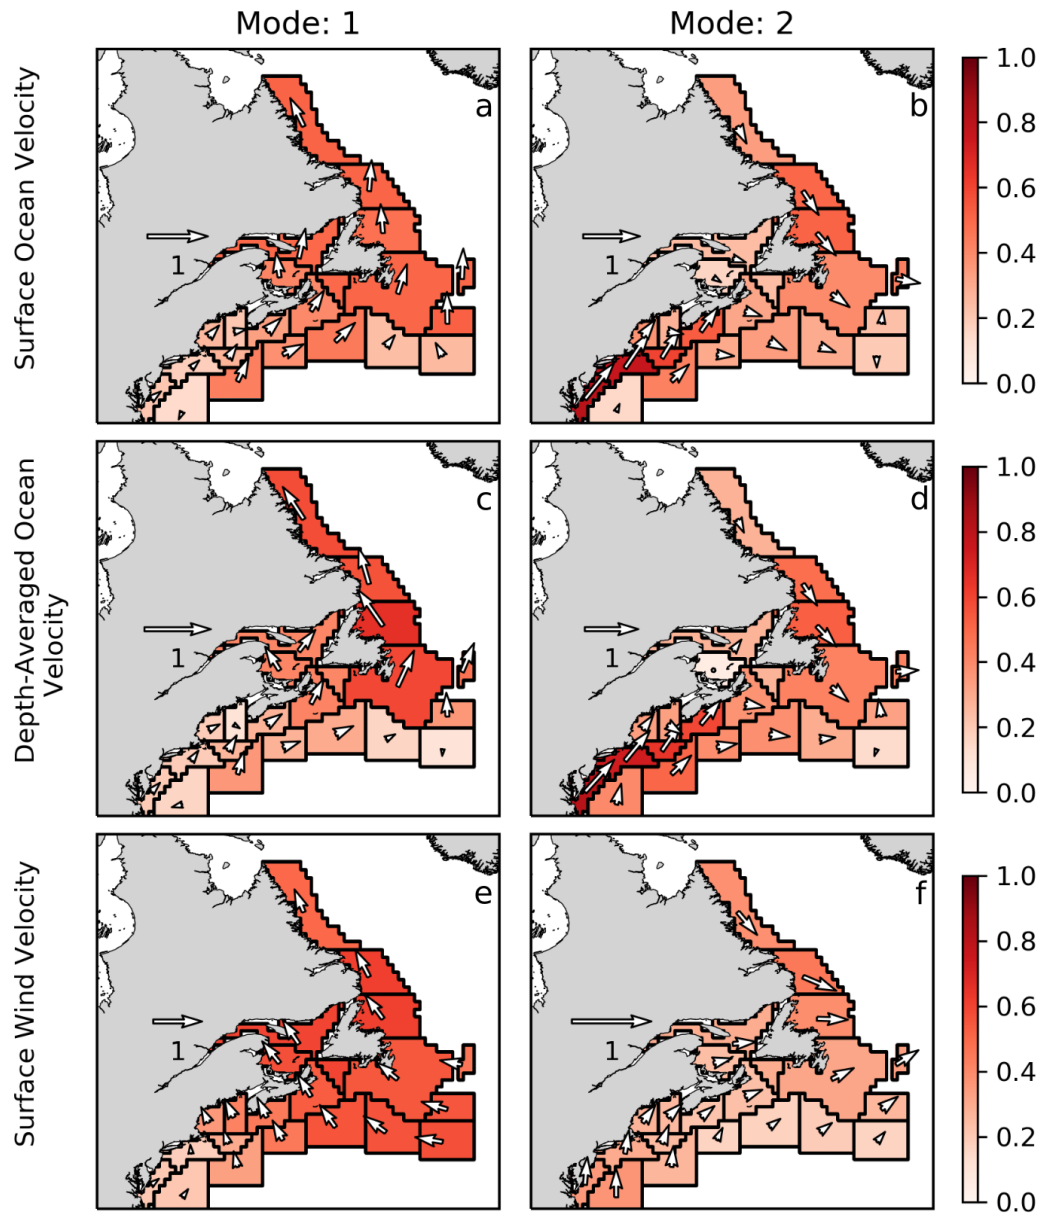 Mode: 1
Mode: 2
Surface Ocean Velocity
a
1
b
1
1.0
0.8
0.6
0.4
0.2
0.0
Depth-Averaged Ocean
Velocity
c
1
d
1
1.0
0.8
0.6
0.4
0.2
0.0
Surface Wind Velocity
e
1
f
1
1.0
0.8
0.6
0.4
0.2
0.0